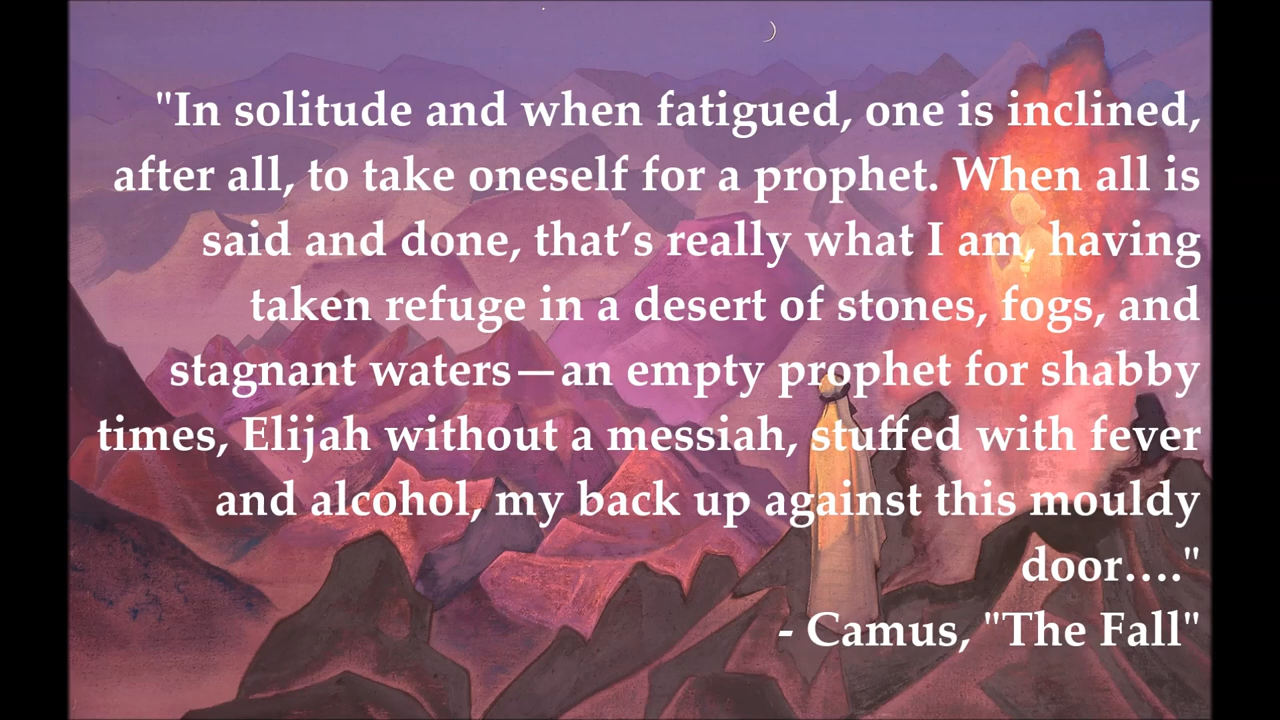 "In solitude and when fatigued, one is inclined,
after all, to take oneself for a prophet. When all is
said and done, that’s really what I am, having
taken refuge in a desert of stones, fogs, and
stagnant waters—an empty prophet for shabby
times, Elijah without a messiah, stuffed with fever
and alcohol, my back up against this mouldy
door...."
- Camus, "The Fall"